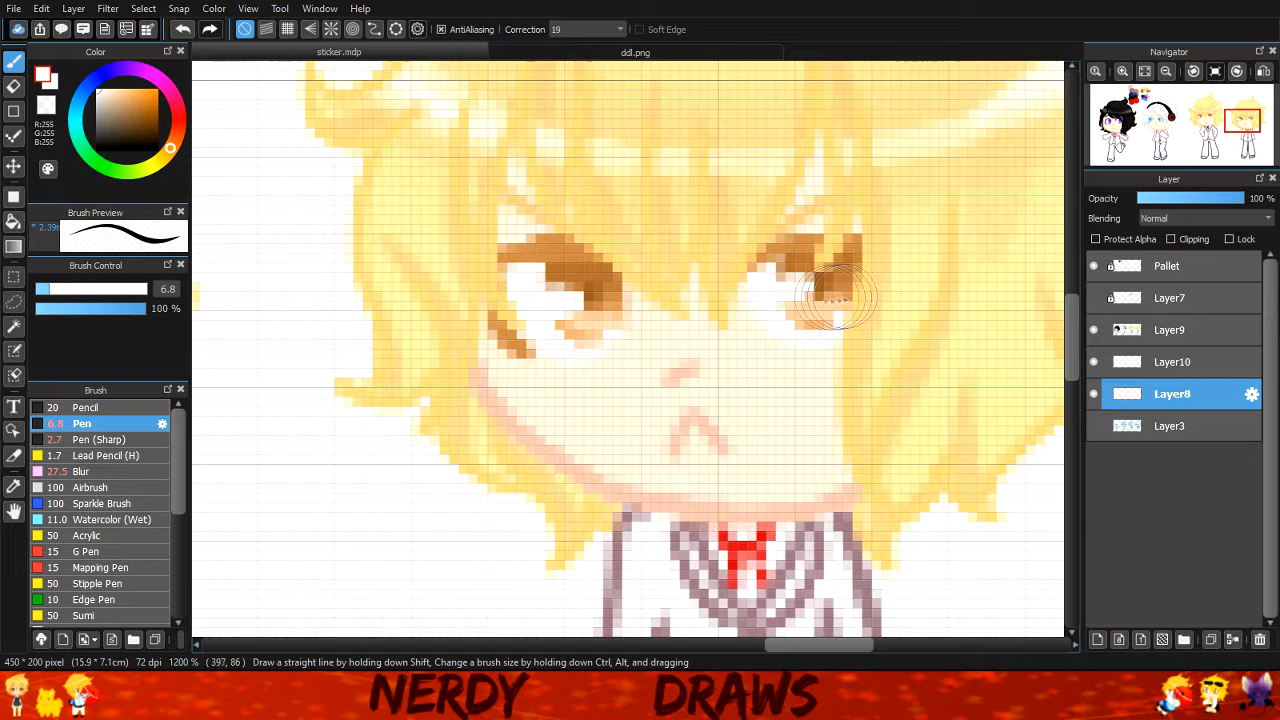 File Edit Layer Filter Select Snap Color View Tool Window Help
AntiAliasing Correction 19 Soft Edge
Color
sticker.mdp ddl.png
Navigator
R:255
G:255
B:255
Brush Preview
* 2.39m
Brush Control
6.8
100 %
Layer
Opacity 100 %
Blending Normal
Protect Alpha Clipping Lock
Pallet
Layer7
Layer9
Layer10
Layer8
Layer3
Brush
20 Pencil
6.8 Pen
2.7 Pen (Sharp)
1.7 Lead Pencil (H)
27.5 Blur
100 Airbrush
100 Sparkle Brush
11.0 Watercolor (Wet)
50 Acrylic
15 G Pen
15 Mapping Pen
50 Stipple Pen
10 Edge Pen
50 Sumi
450 * 200 pixel (15.9 * 7.1cm) 72 dpi 1200 % ( 397, 86 ) Draw a straight line by holding down Shift, Change a brush size by holding down Ctrl, Alt, and dragging
NERDY DRAWS